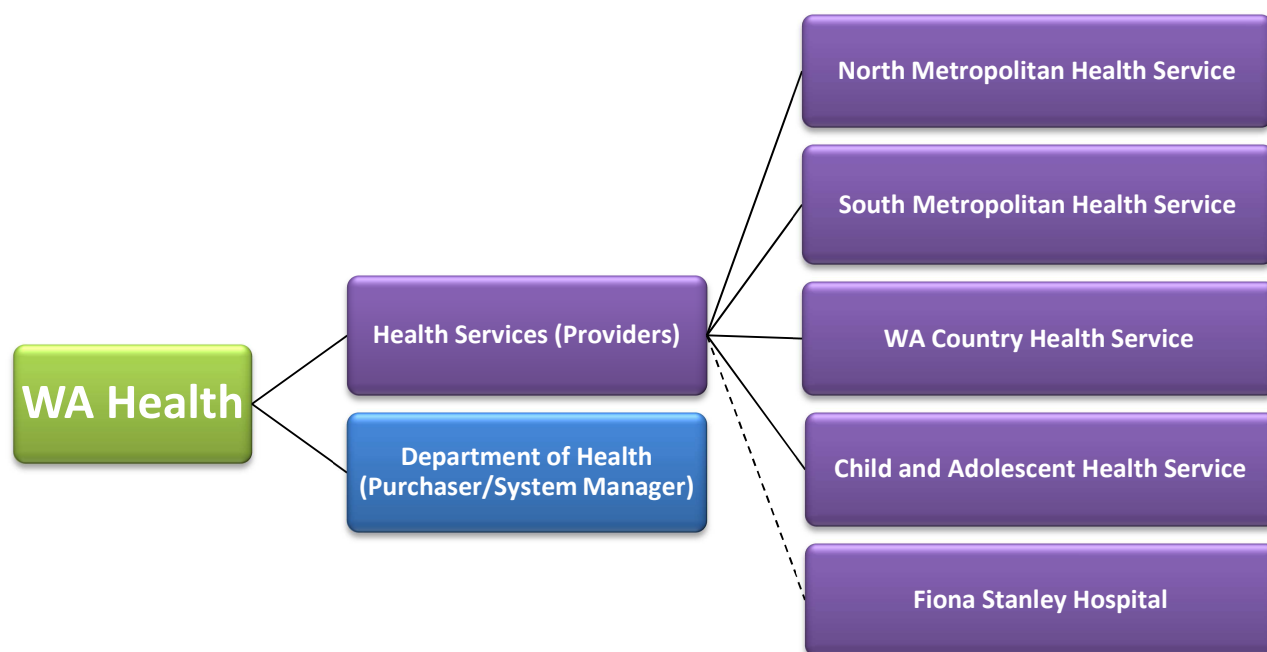 WA Health
Health Services (Providers)
Department of Health
(Purchaser/System Manager)
North Metropolitan Health Service
South Metropolitan Health Service
WA Country Health Service
Child and Adolescent Health Service
Fiona Stanley Hospital